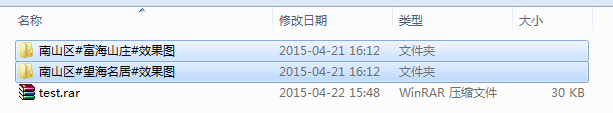 名称 修改日期 类型 大小
南山区#富海山庄#效果图 2015-04-21 16:12 文件夹
南山区#望海名居#效果图 2015-04-21 16:12 文件夹
test.rar 2015-04-22 15:48 WinRAR 压缩文件 30 KB